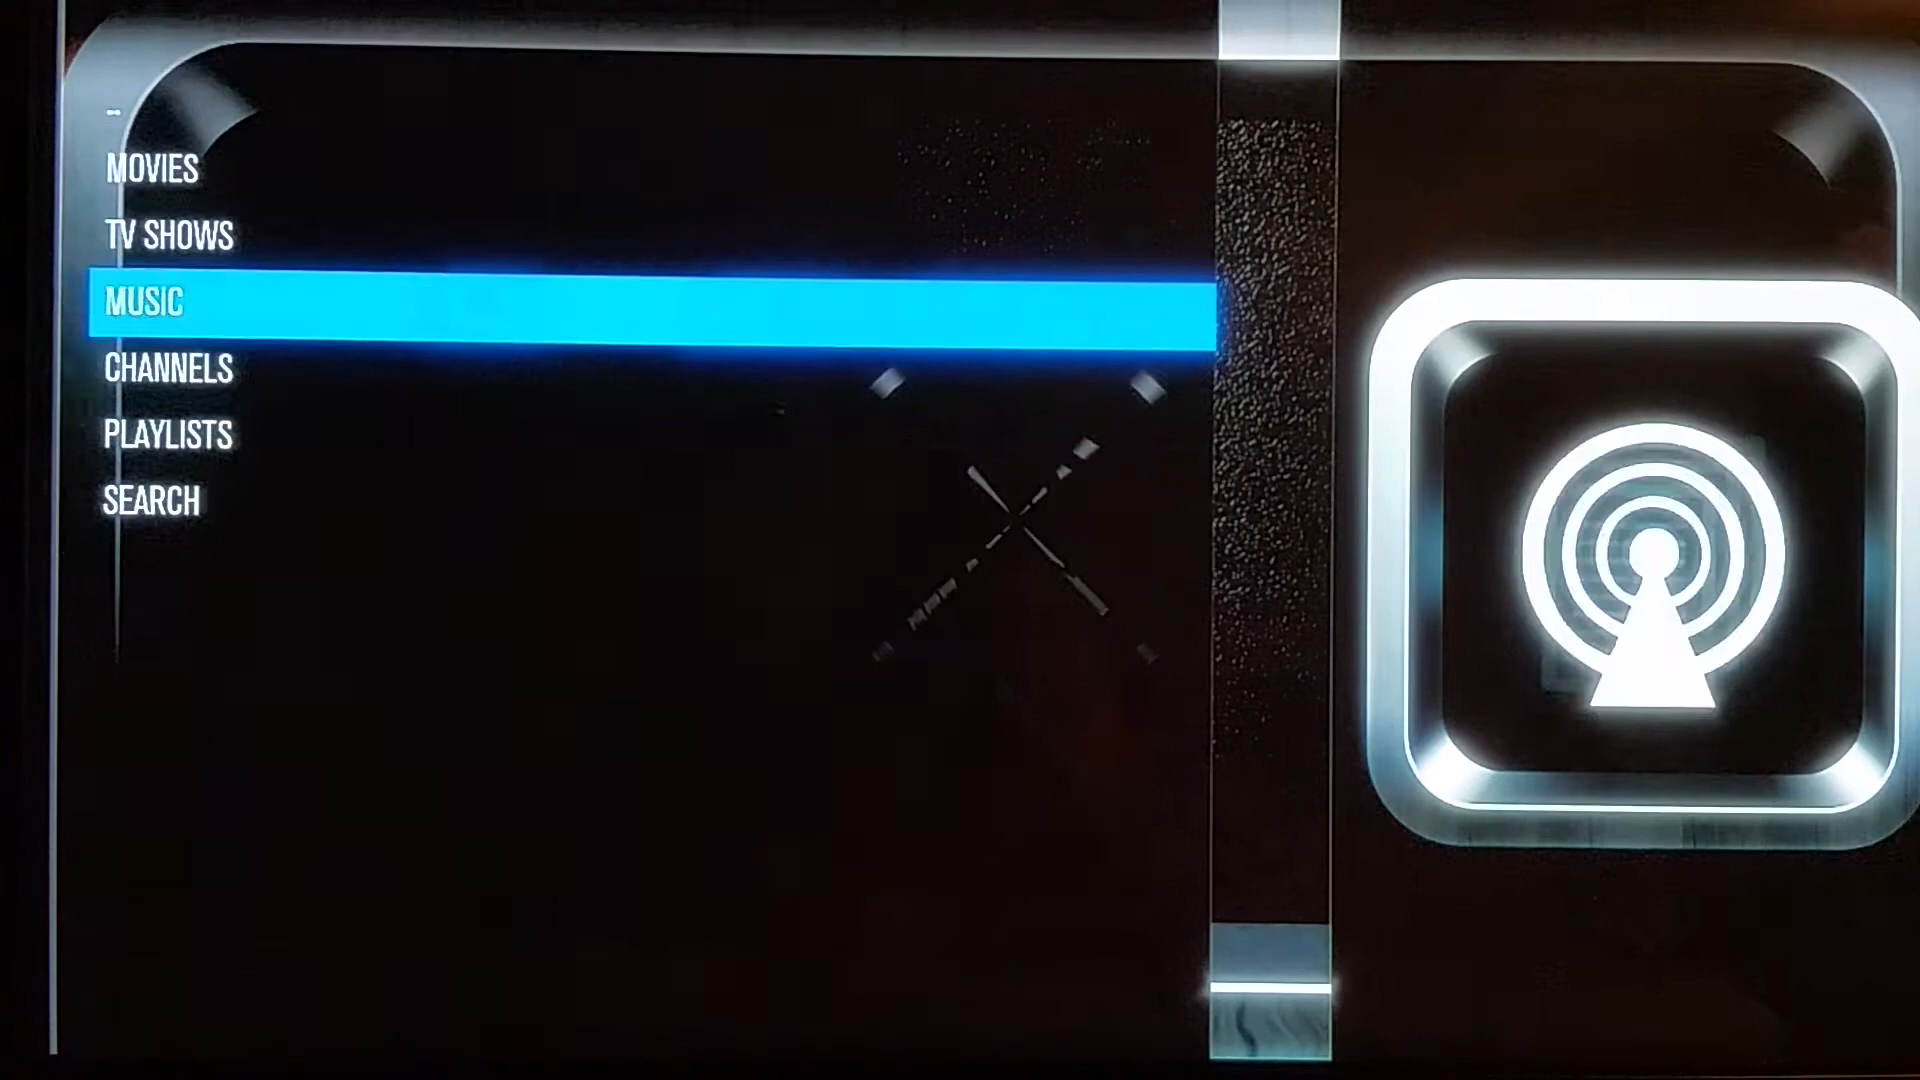 ..
MOVIES
TV SHOWS
MUSIC
CHANNELS
PLAYLISTS
SEARCH